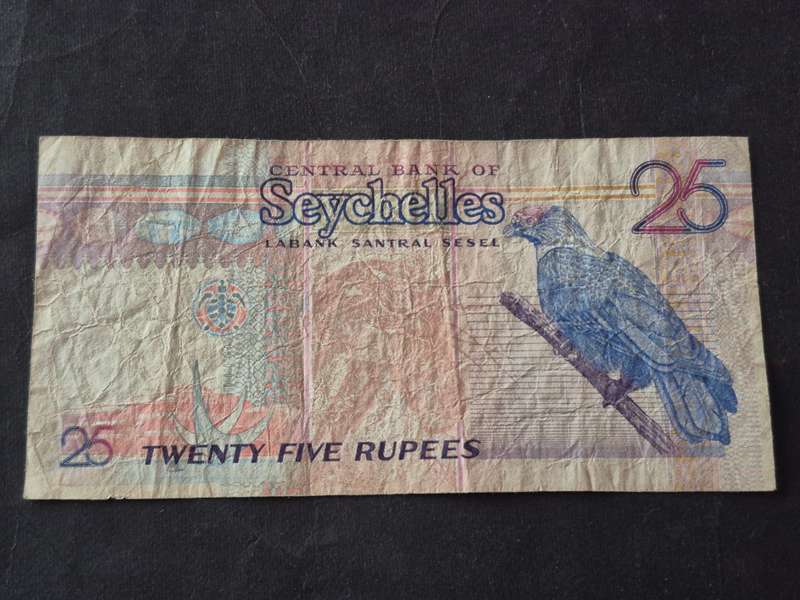 CENTRAL BANK OF
Seychelles
LABANK SANTRAL SESEL
25
25
TWENTY FIVE RUPEES